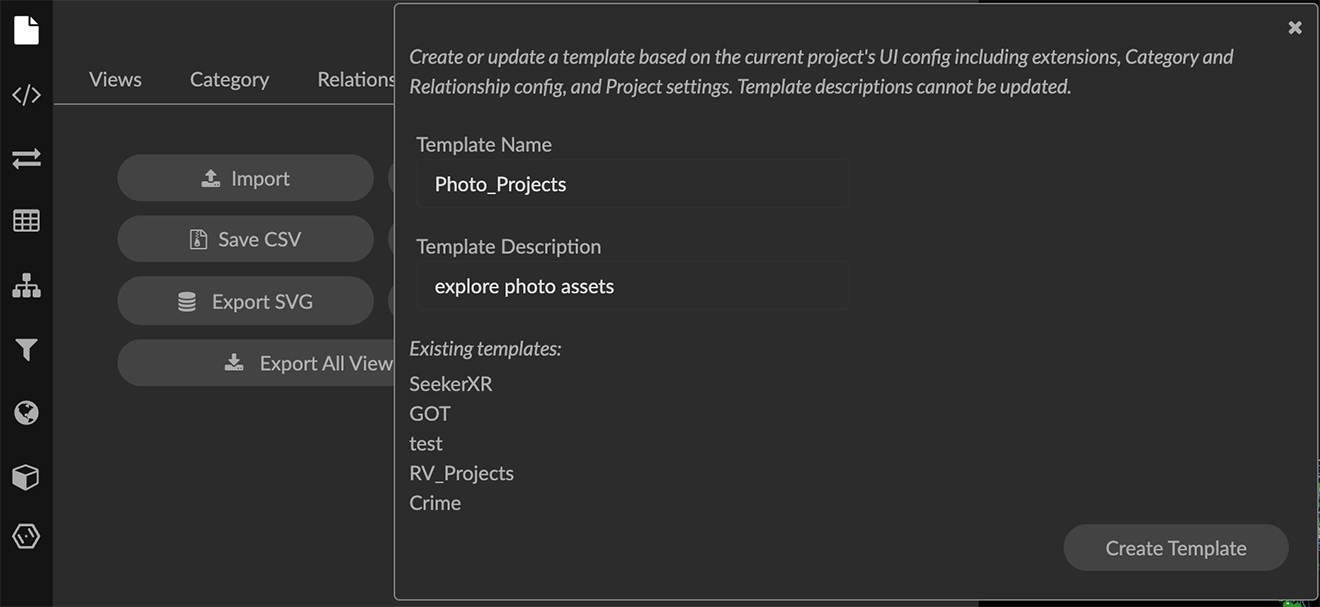 Views Category Relations
Import
Save CSV
Export SVG
Export All View
Create or update a template based on the current project's UI config including extensions, Category and
Relationship config, and Project settings. Template descriptions cannot be updated.
Template Name
Photo_Projects
Template Description
explore photo assets
Existing templates:
SeekerXR
GOT
test
RV_Projects
Crime
Create Template